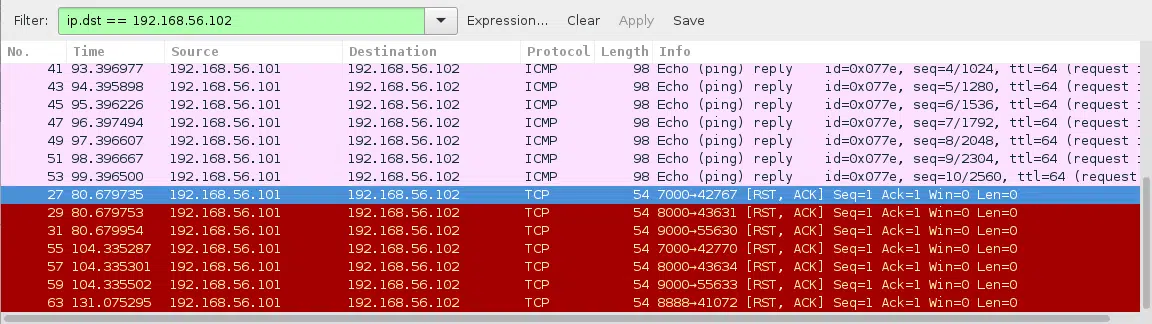 Filter: ip.dst == 192.168.56.102 Expression... Clear Apply Save
No. Time Source Destination Protocol Length Info
41 93.396977 192.168.56.101 192.168.56.102 ICMP 98 Echo (ping) reply id=0x077e, seq=4/1024, ttl=64 (request i
43 94.395898 192.168.56.101 192.168.56.102 ICMP 98 Echo (ping) reply id=0x077e, seq=5/1280, ttl=64 (request i
45 95.396226 192.168.56.101 192.168.56.102 ICMP 98 Echo (ping) reply id=0x077e, seq=6/1536, ttl=64 (request i
47 96.397494 192.168.56.101 192.168.56.102 ICMP 98 Echo (ping) reply id=0x077e, seq=7/1792, ttl=64 (request i
49 97.396607 192.168.56.101 192.168.56.102 ICMP 98 Echo (ping) reply id=0x077e, seq=8/2048, ttl=64 (request i
51 98.396667 192.168.56.101 192.168.56.102 ICMP 98 Echo (ping) reply id=0x077e, seq=9/2304, ttl=64 (request i
53 99.396500 192.168.56.101 192.168.56.102 ICMP 98 Echo (ping) reply id=0x077e, seq=10/2560, ttl=64 (request
27 80.679735 192.168.56.101 192.168.56.102 TCP 54 7000→42767 [RST, ACK] Seq=1 Ack=1 Win=0 Len=0
29 80.679753 192.168.56.101 192.168.56.102 TCP 54 8000→43631 [RST, ACK] Seq=1 Ack=1 Win=0 Len=0
31 80.679954 192.168.56.101 192.168.56.102 TCP 54 9000→55630 [RST, ACK] Seq=1 Ack=1 Win=0 Len=0
55 104.335287 192.168.56.101 192.168.56.102 TCP 54 7000→42770 [RST, ACK] Seq=1 Ack=1 Win=0 Len=0
57 104.335301 192.168.56.101 192.168.56.102 TCP 54 8000→43634 [RST, ACK] Seq=1 Ack=1 Win=0 Len=0
59 104.335502 192.168.56.101 192.168.56.102 TCP 54 9000→55633 [RST, ACK] Seq=1 Ack=1 Win=0 Len=0
63 131.075295 192.168.56.101 192.168.56.102 TCP 54 8888→41072 [RST, ACK] Seq=1 Ack=1 Win=0 Len=0